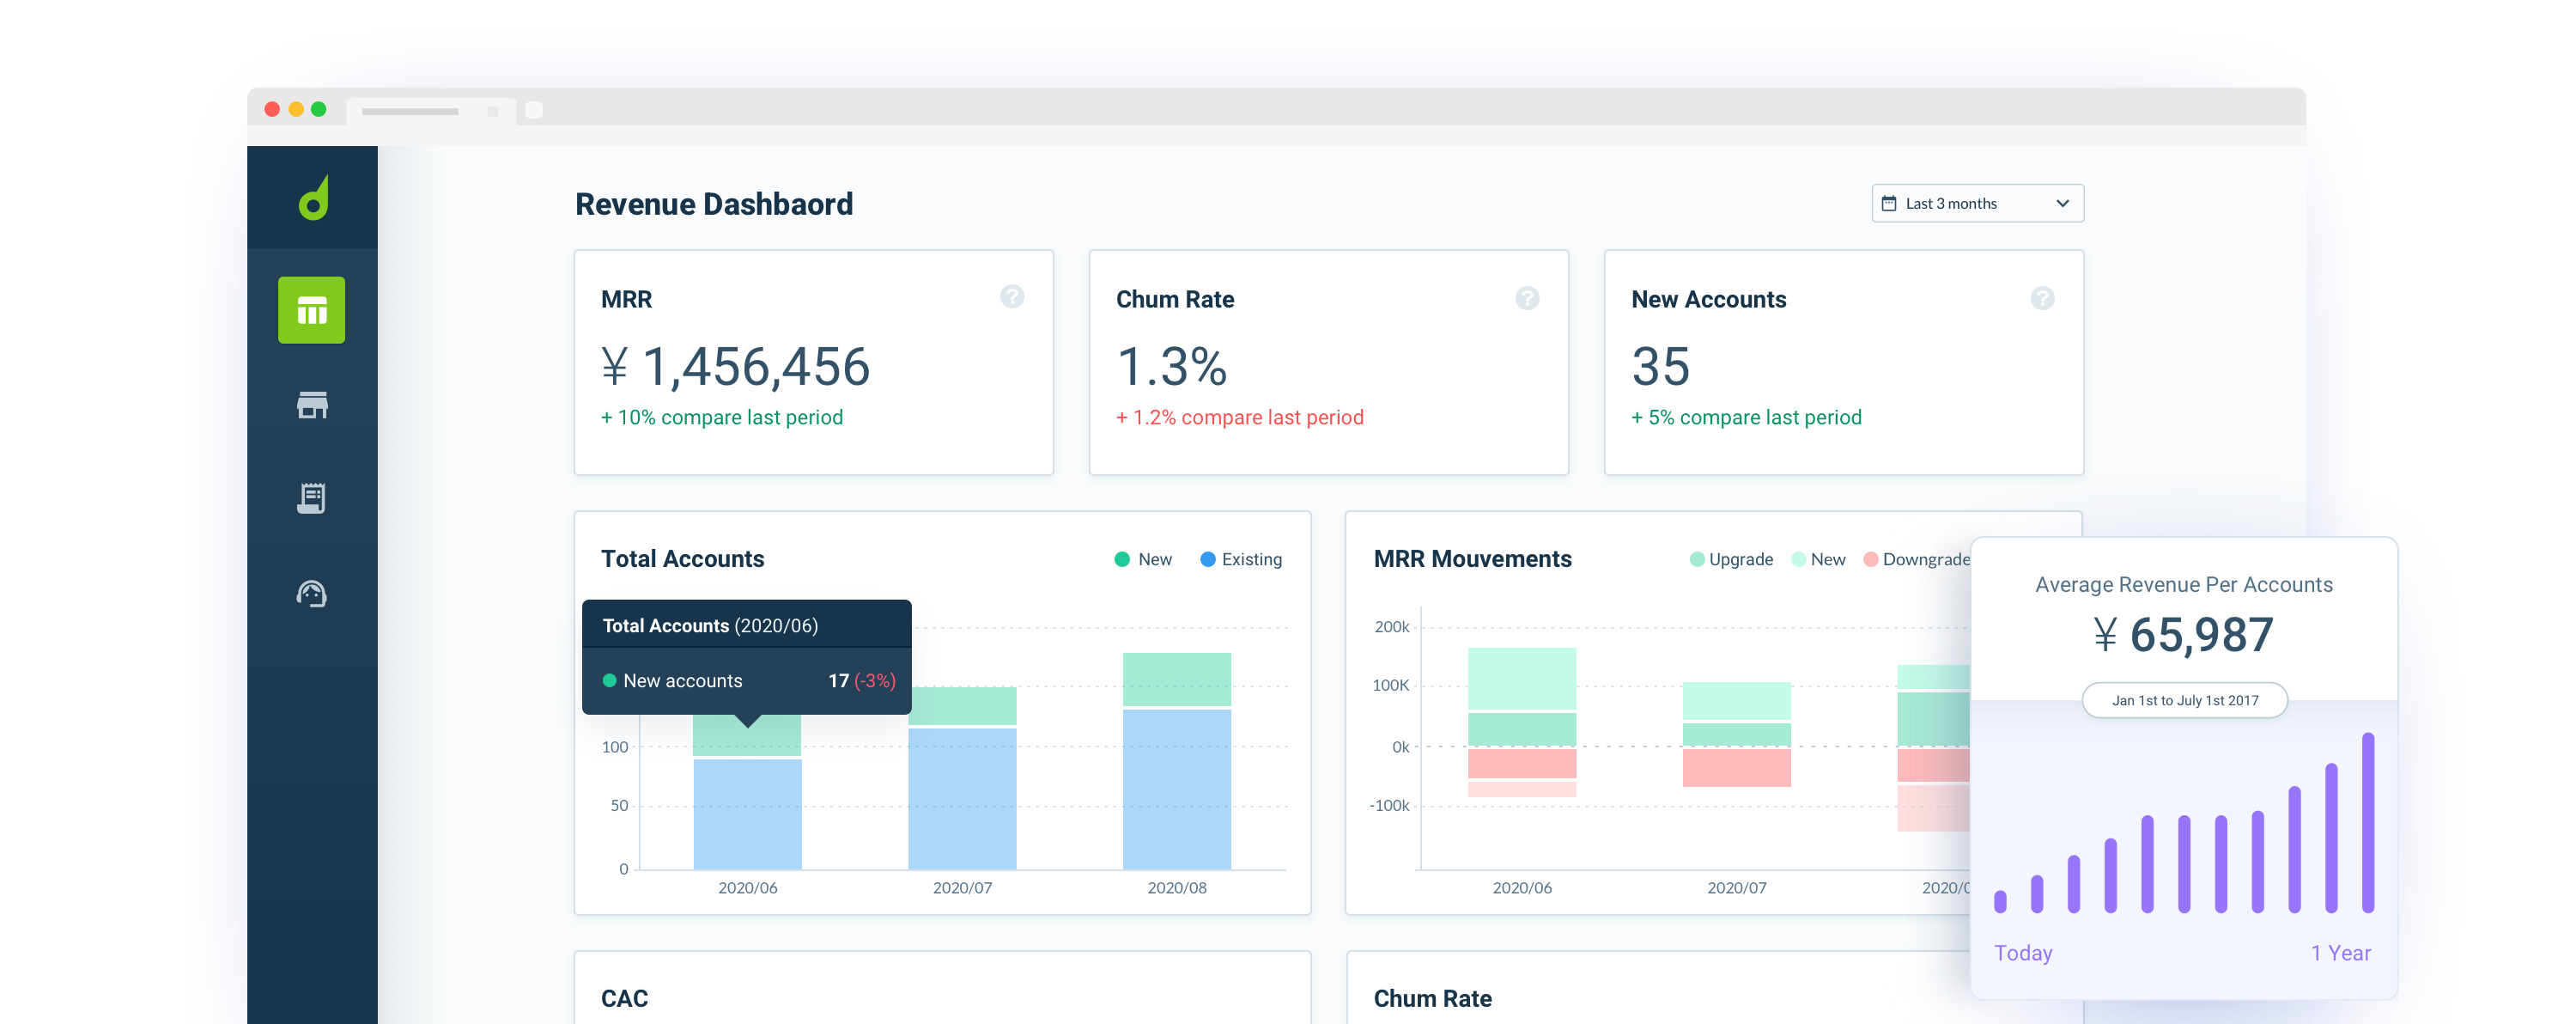 Revenue Dashbaord
Last 3 months
MRR
?
¥ 1,456,456
+ 10% compare last period
Chum Rate
?
1.3%
+ 1.2% compare last period
New Accounts
?
35
+ 5% compare last period
Total Accounts
New
Existing
Total Accounts (2020/06)
New accounts 17 (-3%)
100
50
0
2020/06
2020/07
2020/08
MRR Mouvements
Upgrade
New
Downgrade
200k
100K
0k
-100k
2020/06
2020/07
2020/0
Average Revenue Per Accounts
¥ 65,987
Jan 1st to July 1st 2017
Today
1 Year
CAC
Chum Rate